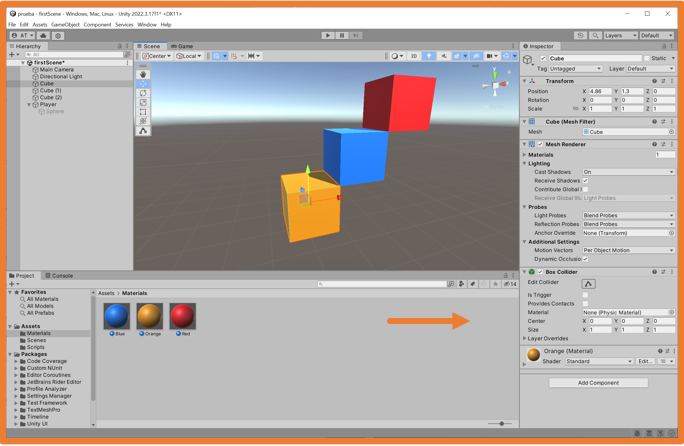 prueba - firstScene - Windows, Mac, Linux - Unity 2022.3.17f1* <DX11>
File Edit Assets GameObject Component Services Window Help
AT Layers Default
Hierarchy
All
firstScene*
Main Camera
Directional Light
Cube
Cube (1)
Cube (2)
Player
Sphere
Scene Game
Center Local 2D
Inspector
Cube Static
Tag Untagged Layer Default
Transform
Position X 4.86 Y 1.3 Z 0
Rotation X 0 Y 0 Z 0
Scale X 1 Y 1 Z 1
Cube (Mesh Filter)
Mesh Cube
Mesh Renderer
Materials 1
Lighting
Cast Shadows On
Receive Shadows
Contribute Global I
Receive Global Illu Light Probes
Probes
Light Probes Blend Probes
Reflection Probes Blend Probes
Anchor Override None (Transform)
Additional Settings
Motion Vectors Per Object Motion
Dynamic Occlusio
Box Collider
Edit Collider
Is Trigger
Provides Contacts
Material None (Physic Material)
Center X 0 Y 0 Z 0
Size X 1 Y 1 Z 1
Layer Overrides
Orange (Material)
Shader Standard Edit...
Add Component
Project Console
14
Favorites
All Materials
All Models
All Prefabs
Assets
Materials
Scenes
Scripts
Packages
Code Coverage
Custom NUnit
Editor Coroutines
JetBrains Rider Editor
Profile Analyzer
Settings Manager
Test Framework
TextMeshPro
Timeline
Unity UI
Assets > Materials
Blue Orange Red